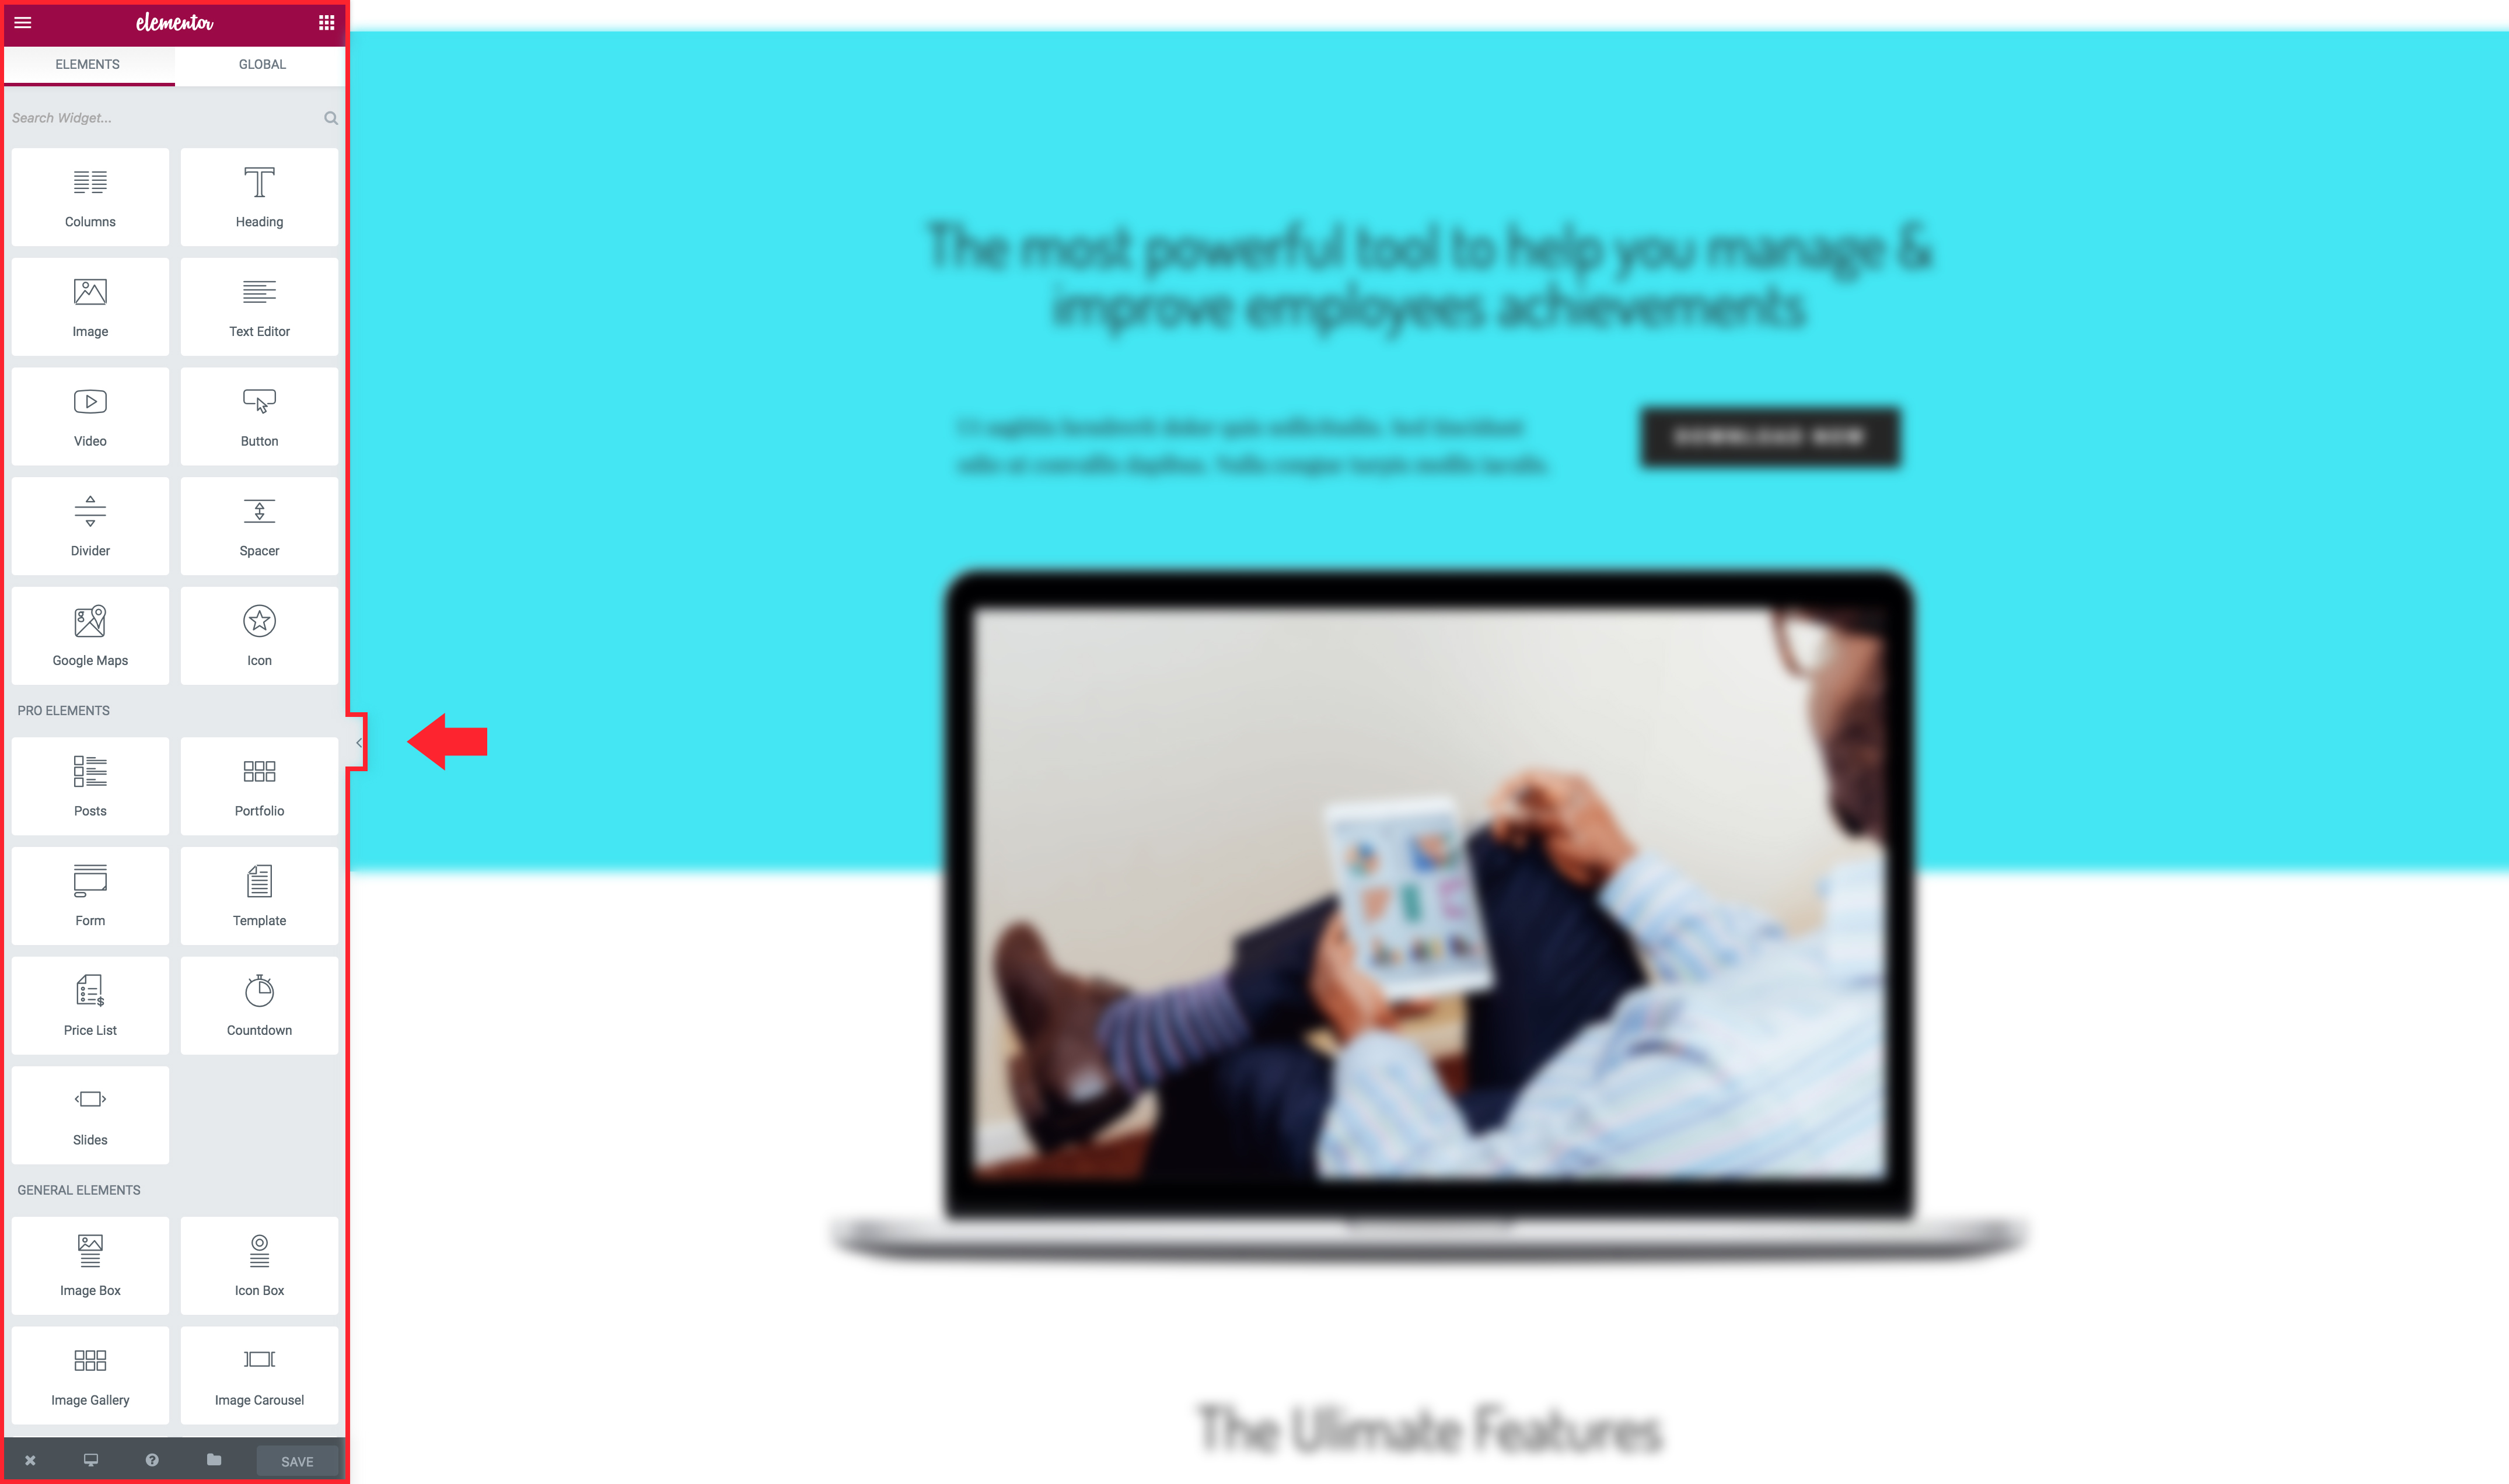 elementor
ELEMENTS GLOBAL
Search Widget...
Columns Heading
Image Text Editor
Video Button
Divider Spacer
Google Maps Icon
PRO ELEMENTS
Posts Portfolio
Form Template
Price List Countdown
Slides
GENERAL ELEMENTS
Image Box Icon Box
Image Gallery Image Carousel
SAVE
The most powerful tool to help you manage &
improve employees achievements
DOWNLOAD NOW
The Ulimate Features